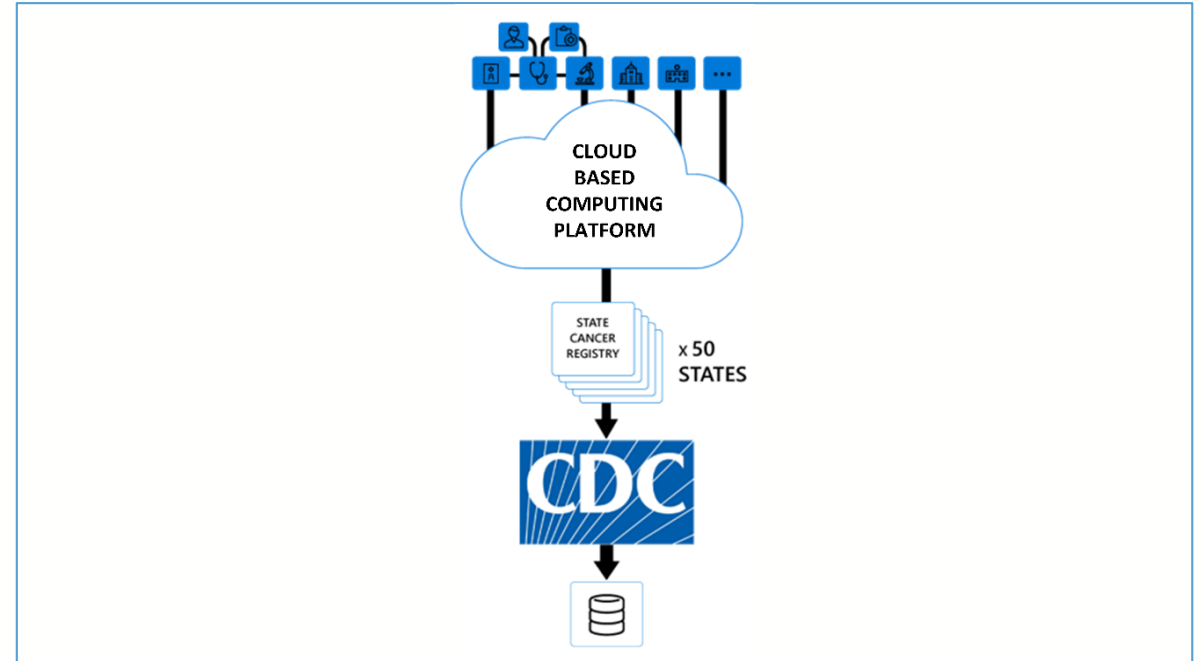 CLOUD
BASED
COMPUTING
PLATFORM
STATE
CANCER
REGISTRY
x 50
STATES
CDC